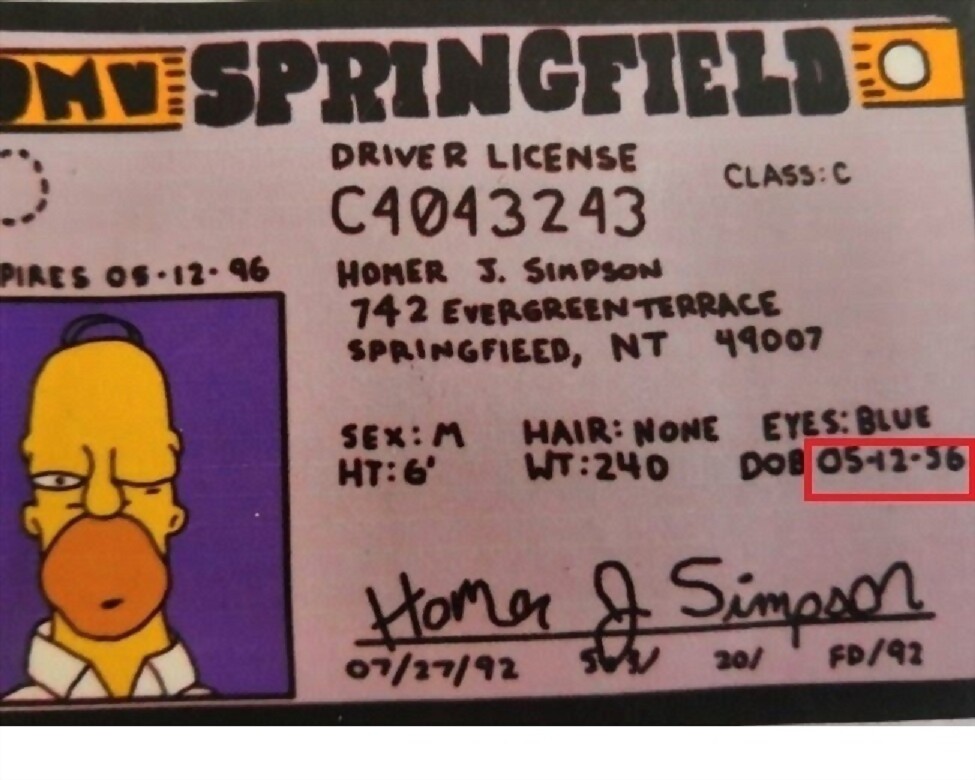 DMV SPRINGFIELD
DRIVER LICENSE
CLASS: C
C4043243
PIRES 05·12·96
HOMER J. SIMPSON
742 EVERGREEN TERRACE
SPRINGFIEED, NT 49007
SEX: M HAIR: NONE EYES: BLUE
HT: 6' WT: 240 DOB 05-12-56
Homer J Simpson
07/27/92 20/ FD/92